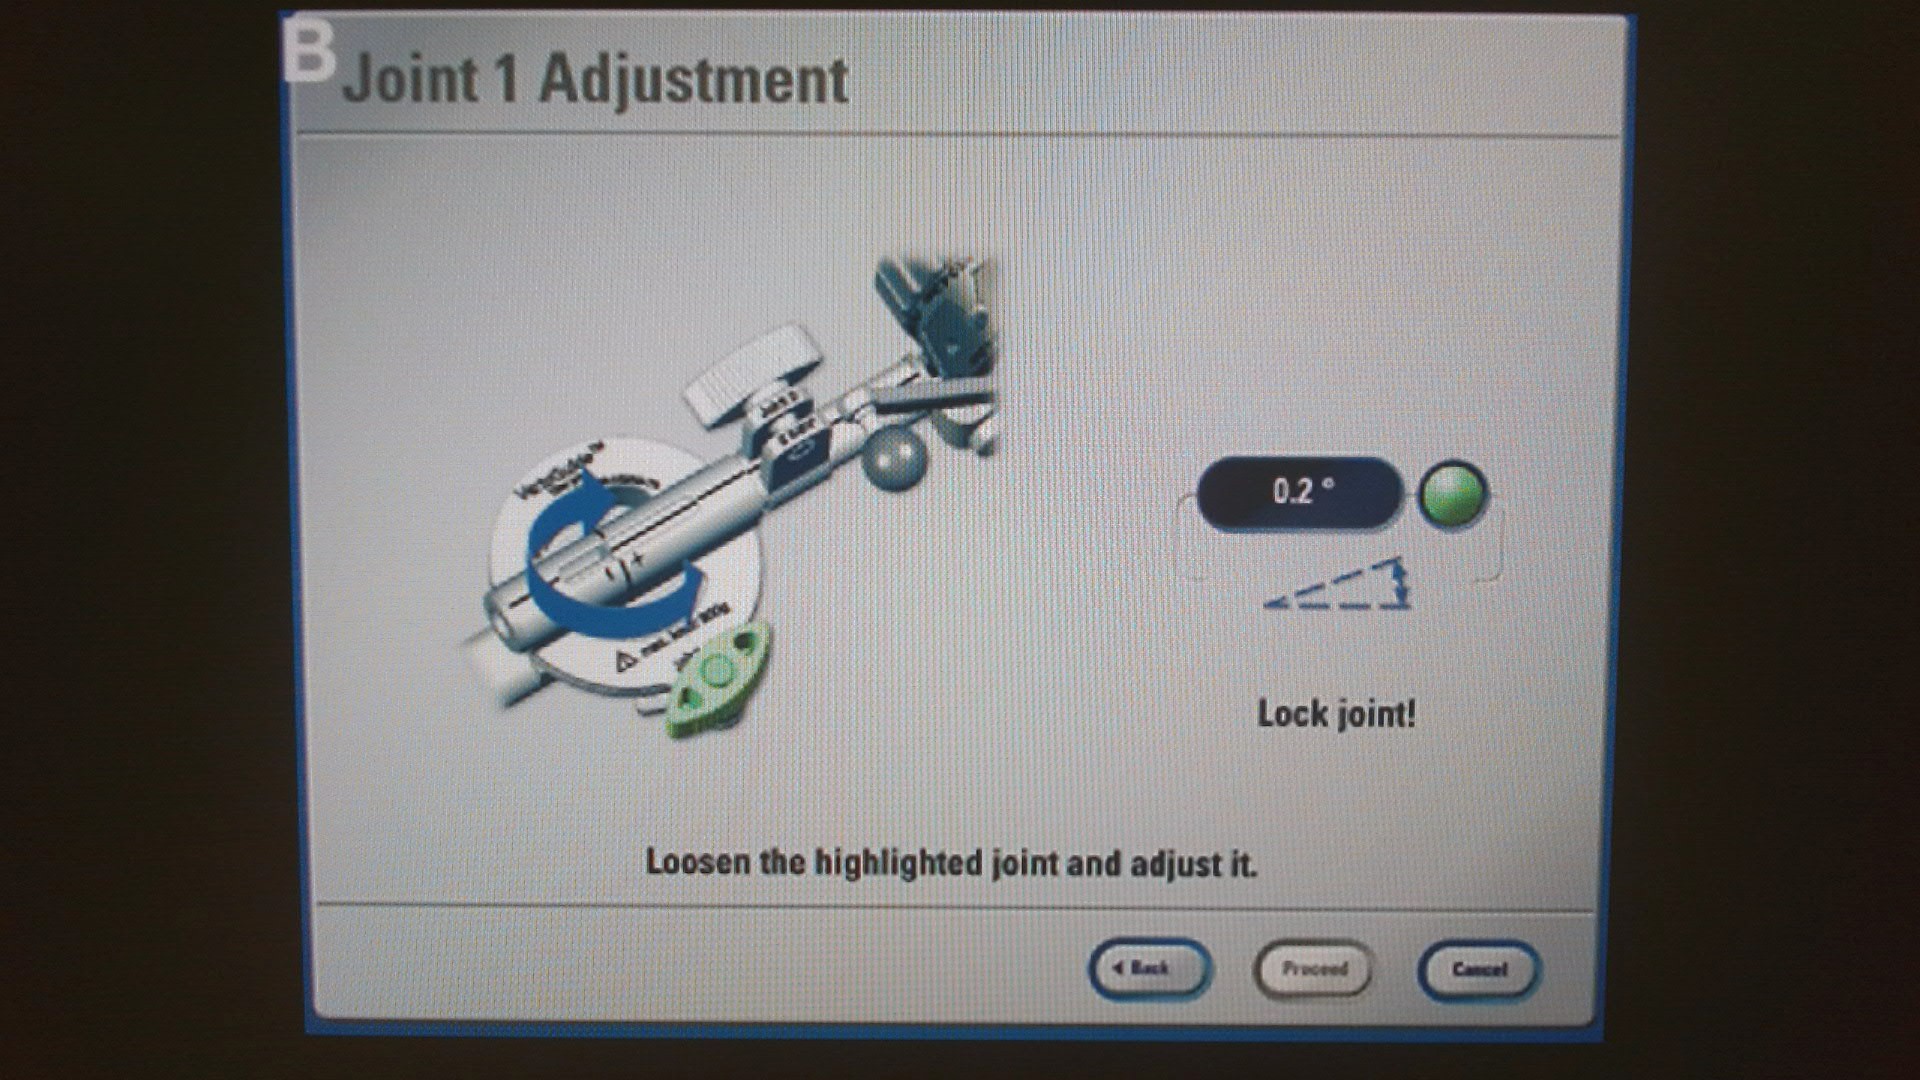 B
Joint 1 Adjustment
0.2 °
Lock joint!
Loosen the highlighted joint and adjust it.
Back
Proceed
Cancel